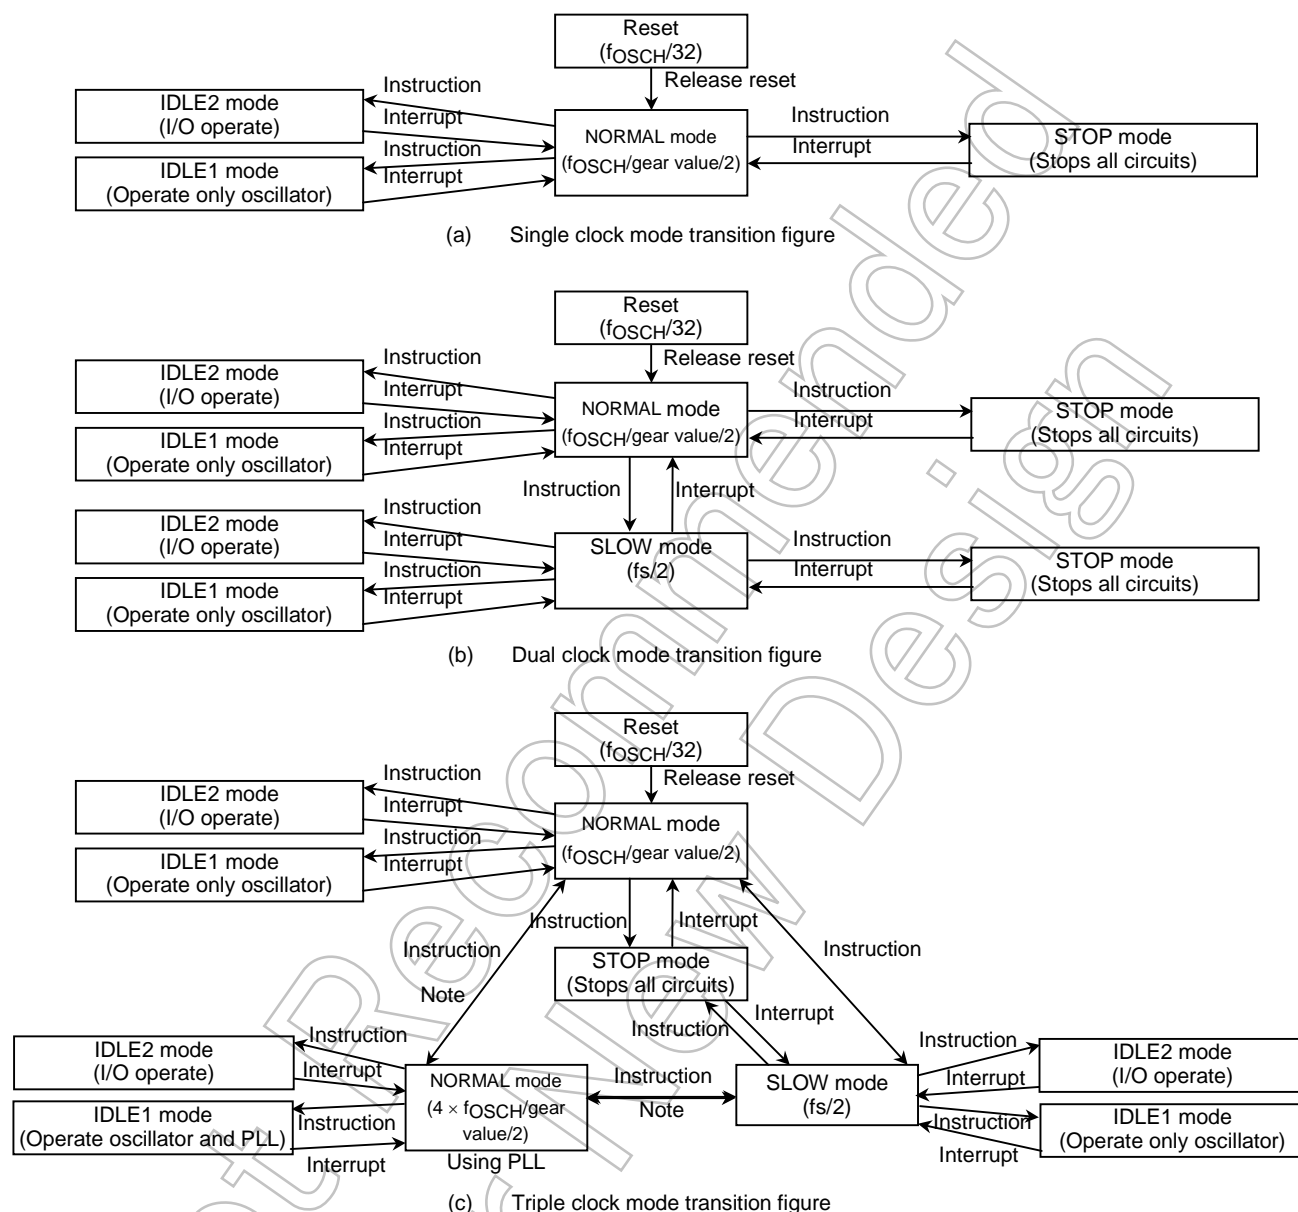 Reset
(fOSCH/32)
Release reset
Instruction
IDLE2 mode
(I/O operate)
Interrupt
Instruction
IDLE1 mode
(Operate only oscillator)
Interrupt
NORMAL mode
(fOSCH/gear value/2)
Instruction
Interrupt
STOP mode
(Stops all circuits)
(a) Single clock mode transition figure
Reset
(fOSCH/32)
Release reset
Instruction
IDLE2 mode
(I/O operate)
Interrupt
Instruction
IDLE1 mode
(Operate only oscillator)
Interrupt
NORMAL mode
(fOSCH/gear value/2)
Instruction
Interrupt
STOP mode
(Stops all circuits)
Instruction
Interrupt
Instruction
IDLE2 mode
(I/O operate)
Interrupt
Instruction
IDLE1 mode
(Operate only oscillator)
Interrupt
SLOW mode
(fs/2)
Instruction
Interrupt
STOP mode
(Stops all circuits)
(b) Dual clock mode transition figure
Reset
(fOSCH/32)
Release reset
Instruction
IDLE2 mode
(I/O operate)
Interrupt
Instruction
IDLE1 mode
(Operate only oscillator)
Interrupt
NORMAL mode
(fOSCH/gear value/2)
Instruction
Interrupt
Instruction
Note
STOP mode
(Stops all circuits)
Instruction
Interrupt
Instruction
Instruction
IDLE2 mode
(I/O operate)
Interrupt
IDLE1 mode
(Operate oscillator and PLL)
Instruction
Interrupt
NORMAL mode
(4 × fOSCH/gear
value/2)
Using PLL
Instruction
Note
SLOW mode
(fs/2)
Instruction
Interrupt
IDLE2 mode
(I/O operate)
Instruction
Interrupt
IDLE1 mode
(Operate only oscillator)
(c) Triple clock mode transition figure
Recommended
New Design